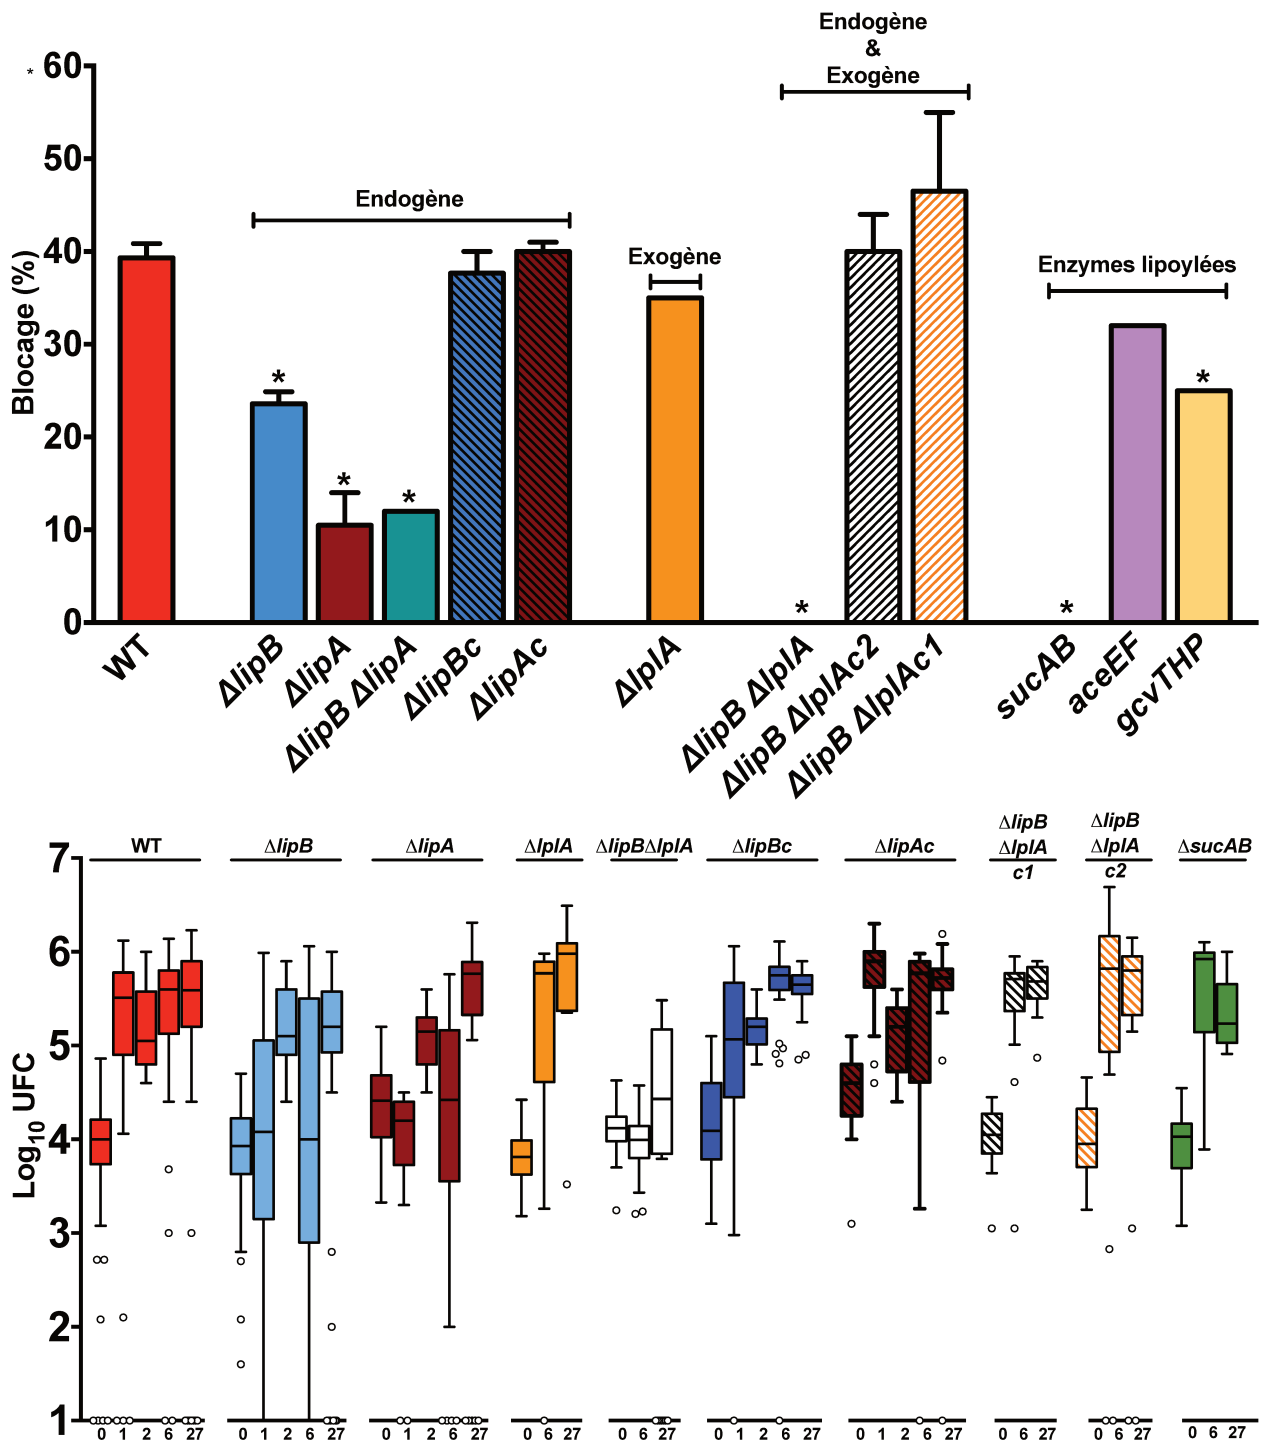 Endogène
&
Exogène
*
60
50
40
30
20
10
0
Blocage (%)
Endogène
Exogène
Enzymes lipoylées
*
*
*
*
*
*
WT
ΔlipB
ΔlipA
ΔlipB ΔlipA
ΔlipBc
ΔlipAc
ΔlplA
ΔlipB ΔlplA
ΔlipB ΔlplAc2
ΔlipB ΔlplAc1
sucAB
aceEF
gcvTHP
WT
ΔlipB
ΔlipA
ΔlplA
ΔlipBΔlplA
ΔlipBc
ΔlipAc
ΔlipB
ΔlplA
c1
ΔlipB
ΔlplA
c2
ΔsucAB
7
6
5
4
3
2
1
Log10 UFC
0 1 2 6 27
0 1 2 6 27
0 1 2 6 27
0 6 27
0 6 27
0 1 2 6 27
0 1 2 6 27
0 6 27
0 6 27
0 6 27